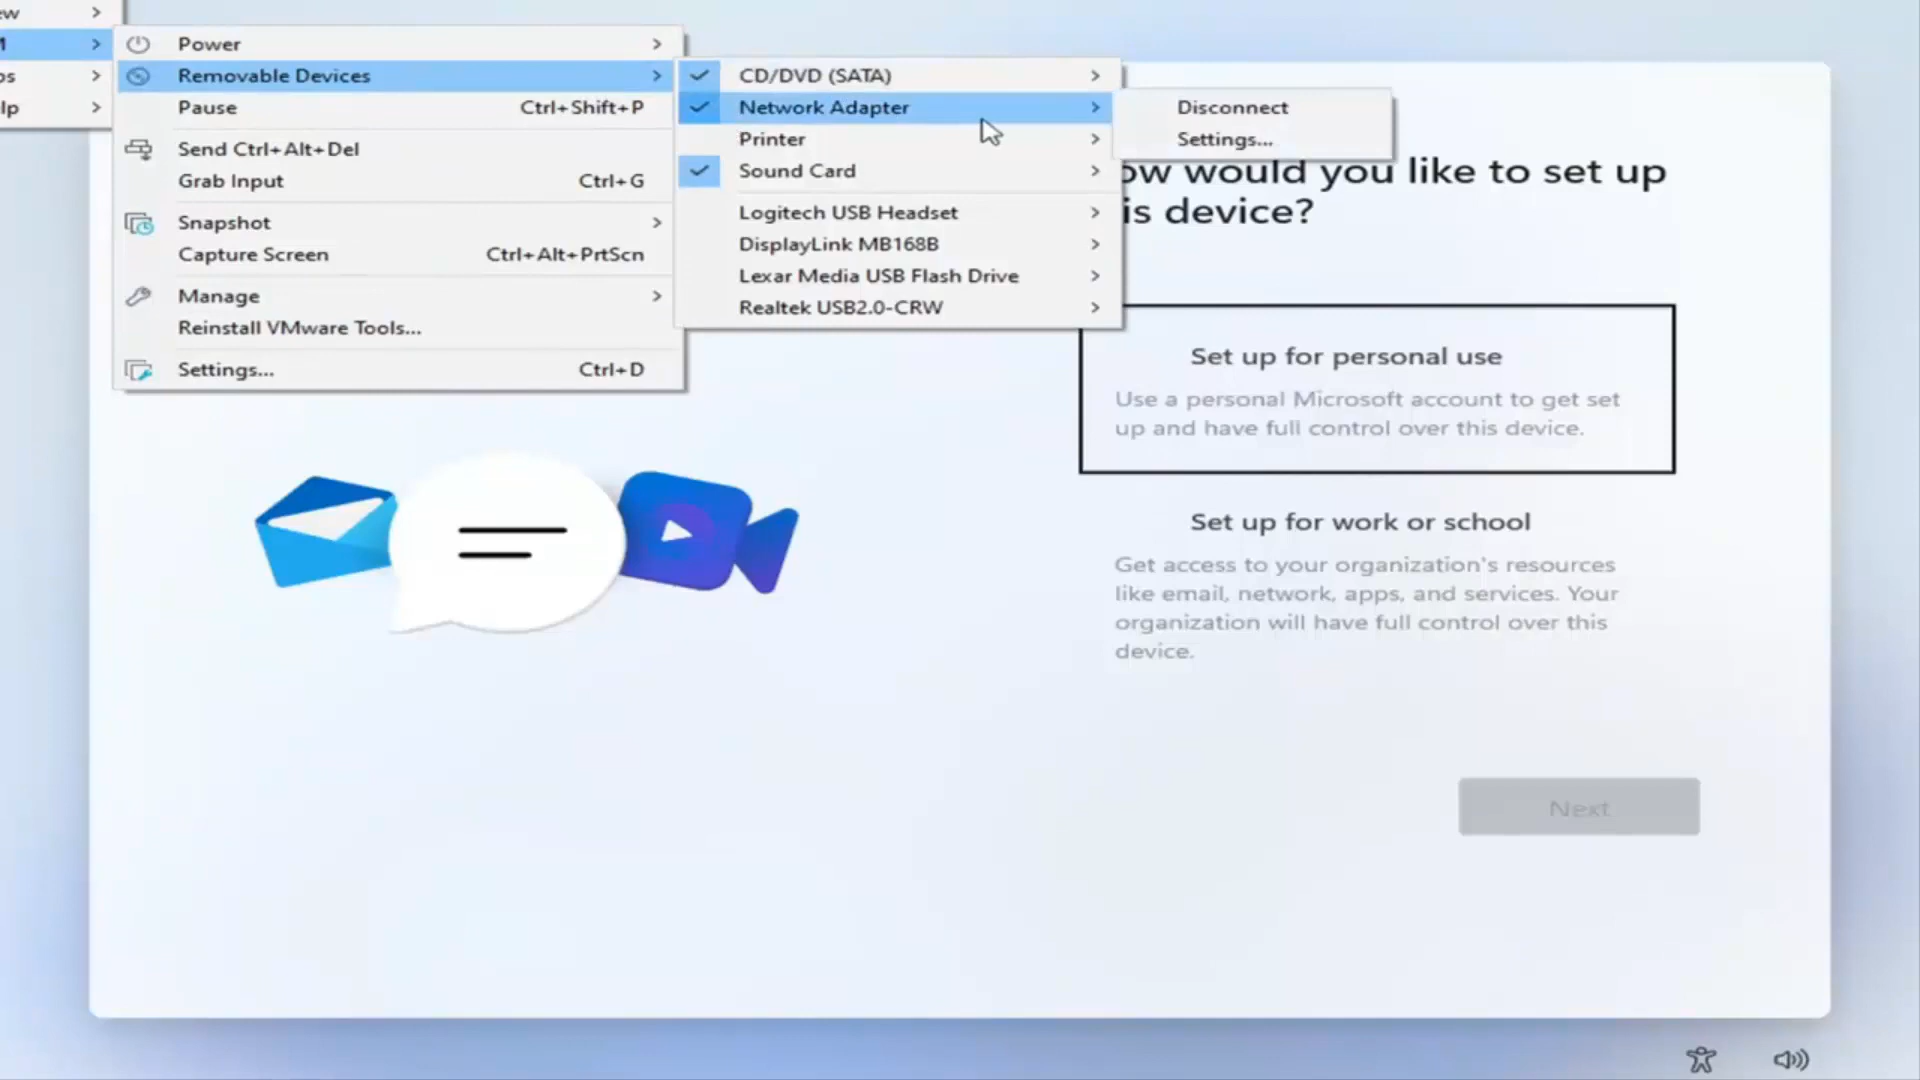 Power
Removable Devices
Pause Ctrl+Shift+P
Send Ctrl+Alt+Del
Grab Input Ctrl+G
Snapshot
Capture Screen Ctrl+Alt+PrtScn
Manage
Reinstall VMware Tools...
Settings... Ctrl+D
CD/DVD (SATA)
Network Adapter
Printer
Sound Card
Logitech USB Headset
DisplayLink MB168B
Lexar Media USB Flash Drive
Realtek USB2.0-CRW
Disconnect
Settings...
ow would you like to set up
is device?
Set up for personal use
Use a personal Microsoft account to get set
up and have full control over this device.
Set up for work or school
Get access to your organization's resources
like email, network, apps, and services. Your
organization will have full control over this
device.
Next